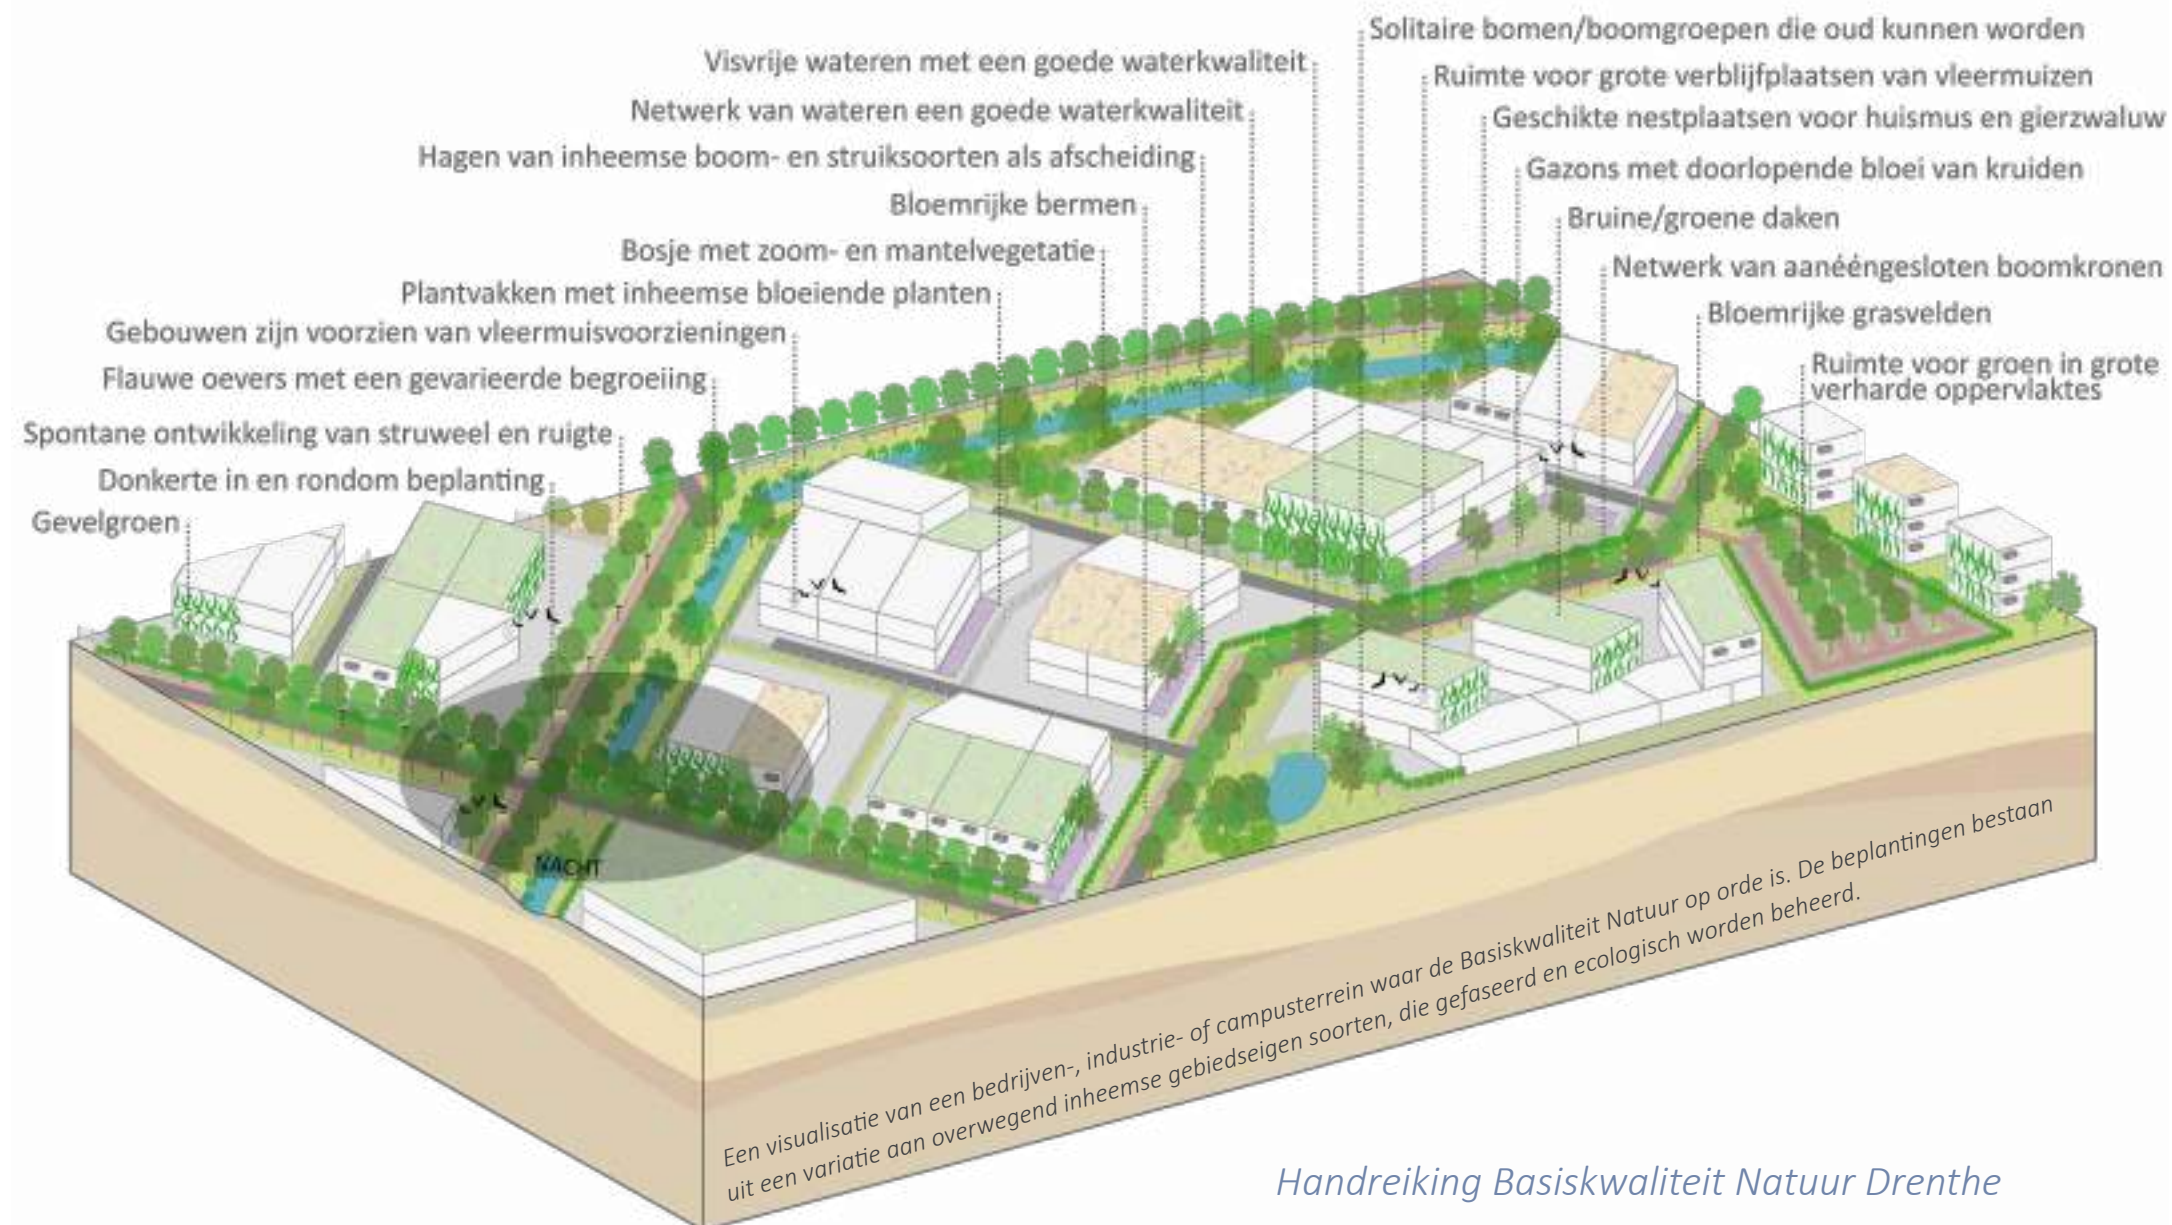 Solitaire bomen/boomgroepen die oud kunnen worden
Visvrije wateren met een goede waterkwaliteit
Ruimte voor grote verblijfplaatsen van vleermuizen
Netwerk van wateren een goede waterkwaliteit
Geschikte nestplaatsen voor huismus en gierzwaluw
Hagen van inheemse boom- en struiksoorten als afscheiding
Gazons met doorlopende bloei van kruiden
Bloemrijke bermen
Bruine/groene daken
Bosje met zoom- en mantelvegetatie
Netwerk van aanééngesloten boomkronen
Plantvakken met inheemse bloeiende planten
Bloemrijke grasvelden
Gebouwen zijn voorzien van vleermuisvoorzieningen
Ruimte voor groen in grote
verharde oppervlaktes
Flauwe oevers met een gevarieerde begroeiing
Spontane ontwikkeling van struweel en ruigte
Donkerte in en rondom beplanting
Gevelgroen
NACHT
Een visualisatie van een bedrijven-, industrie- of campusterrein waar de Basiskwaliteit Natuur op orde is. De beplantingen bestaan
uit een variatie aan overwegend inheemse gebiedseigen soorten, die gefaseerd en ecologisch worden beheerd.
Handreiking Basiskwaliteit Natuur Drenthe